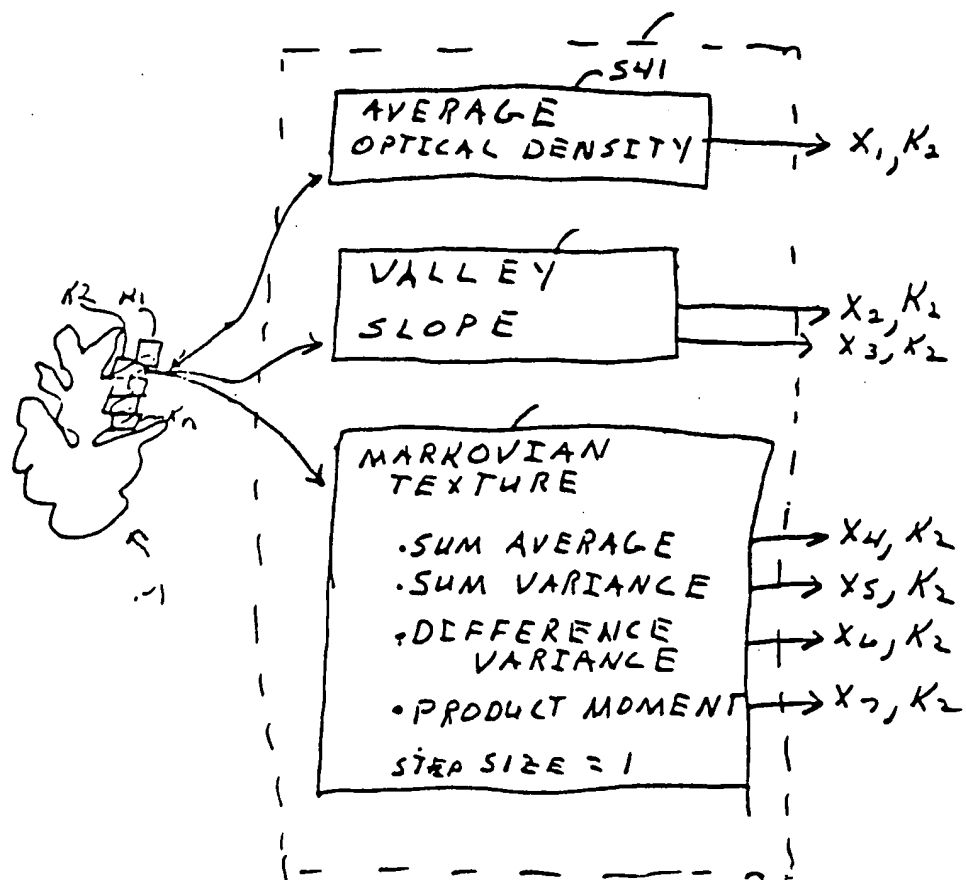 S41
AVERAGE
OPTICAL DENSITY
X1, K2
VALLEY
SLOPE
X2, K2
X3, K2
K2
K1
Kn
MARKOVIAN
TEXTURE
·SUM AVERAGE
X4, K2
·SUM VARIANCE
X5, K2
·DIFFERENCE
VARIANCE
X6, K2
·PRODUCT MOMENT
X7, K2
STEP SIZE = 1